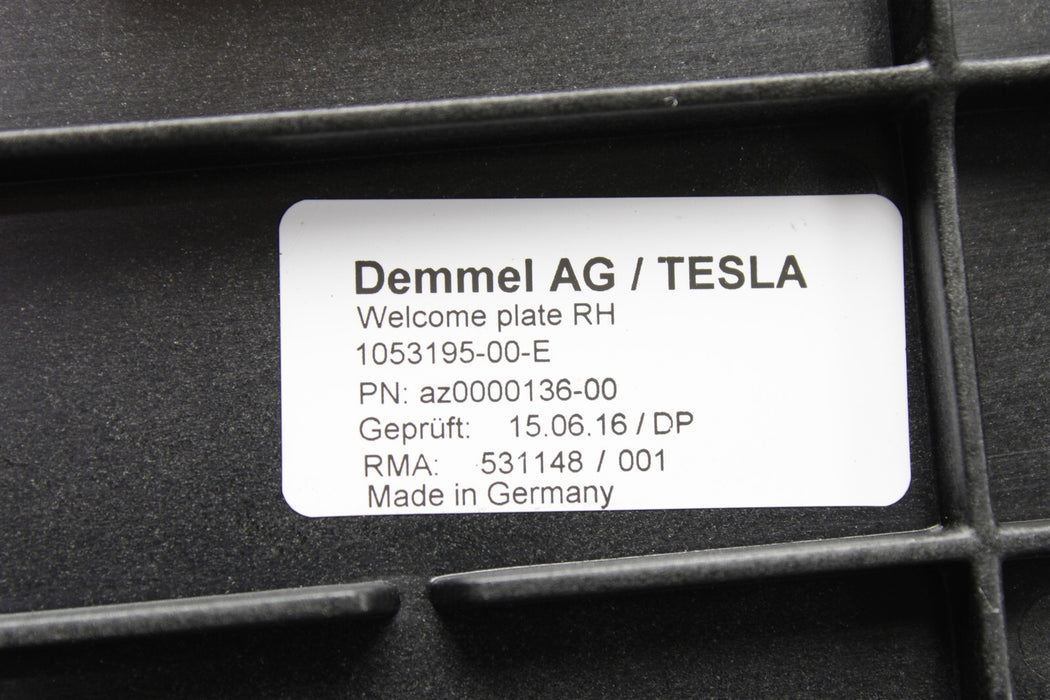 Demmel AG / TESLA
Welcome plate RH
1053195-00-E
PN: az0000136-00
Geprüft: 15.06.16 / DP
RMA: 531148 / 001
Made in Germany